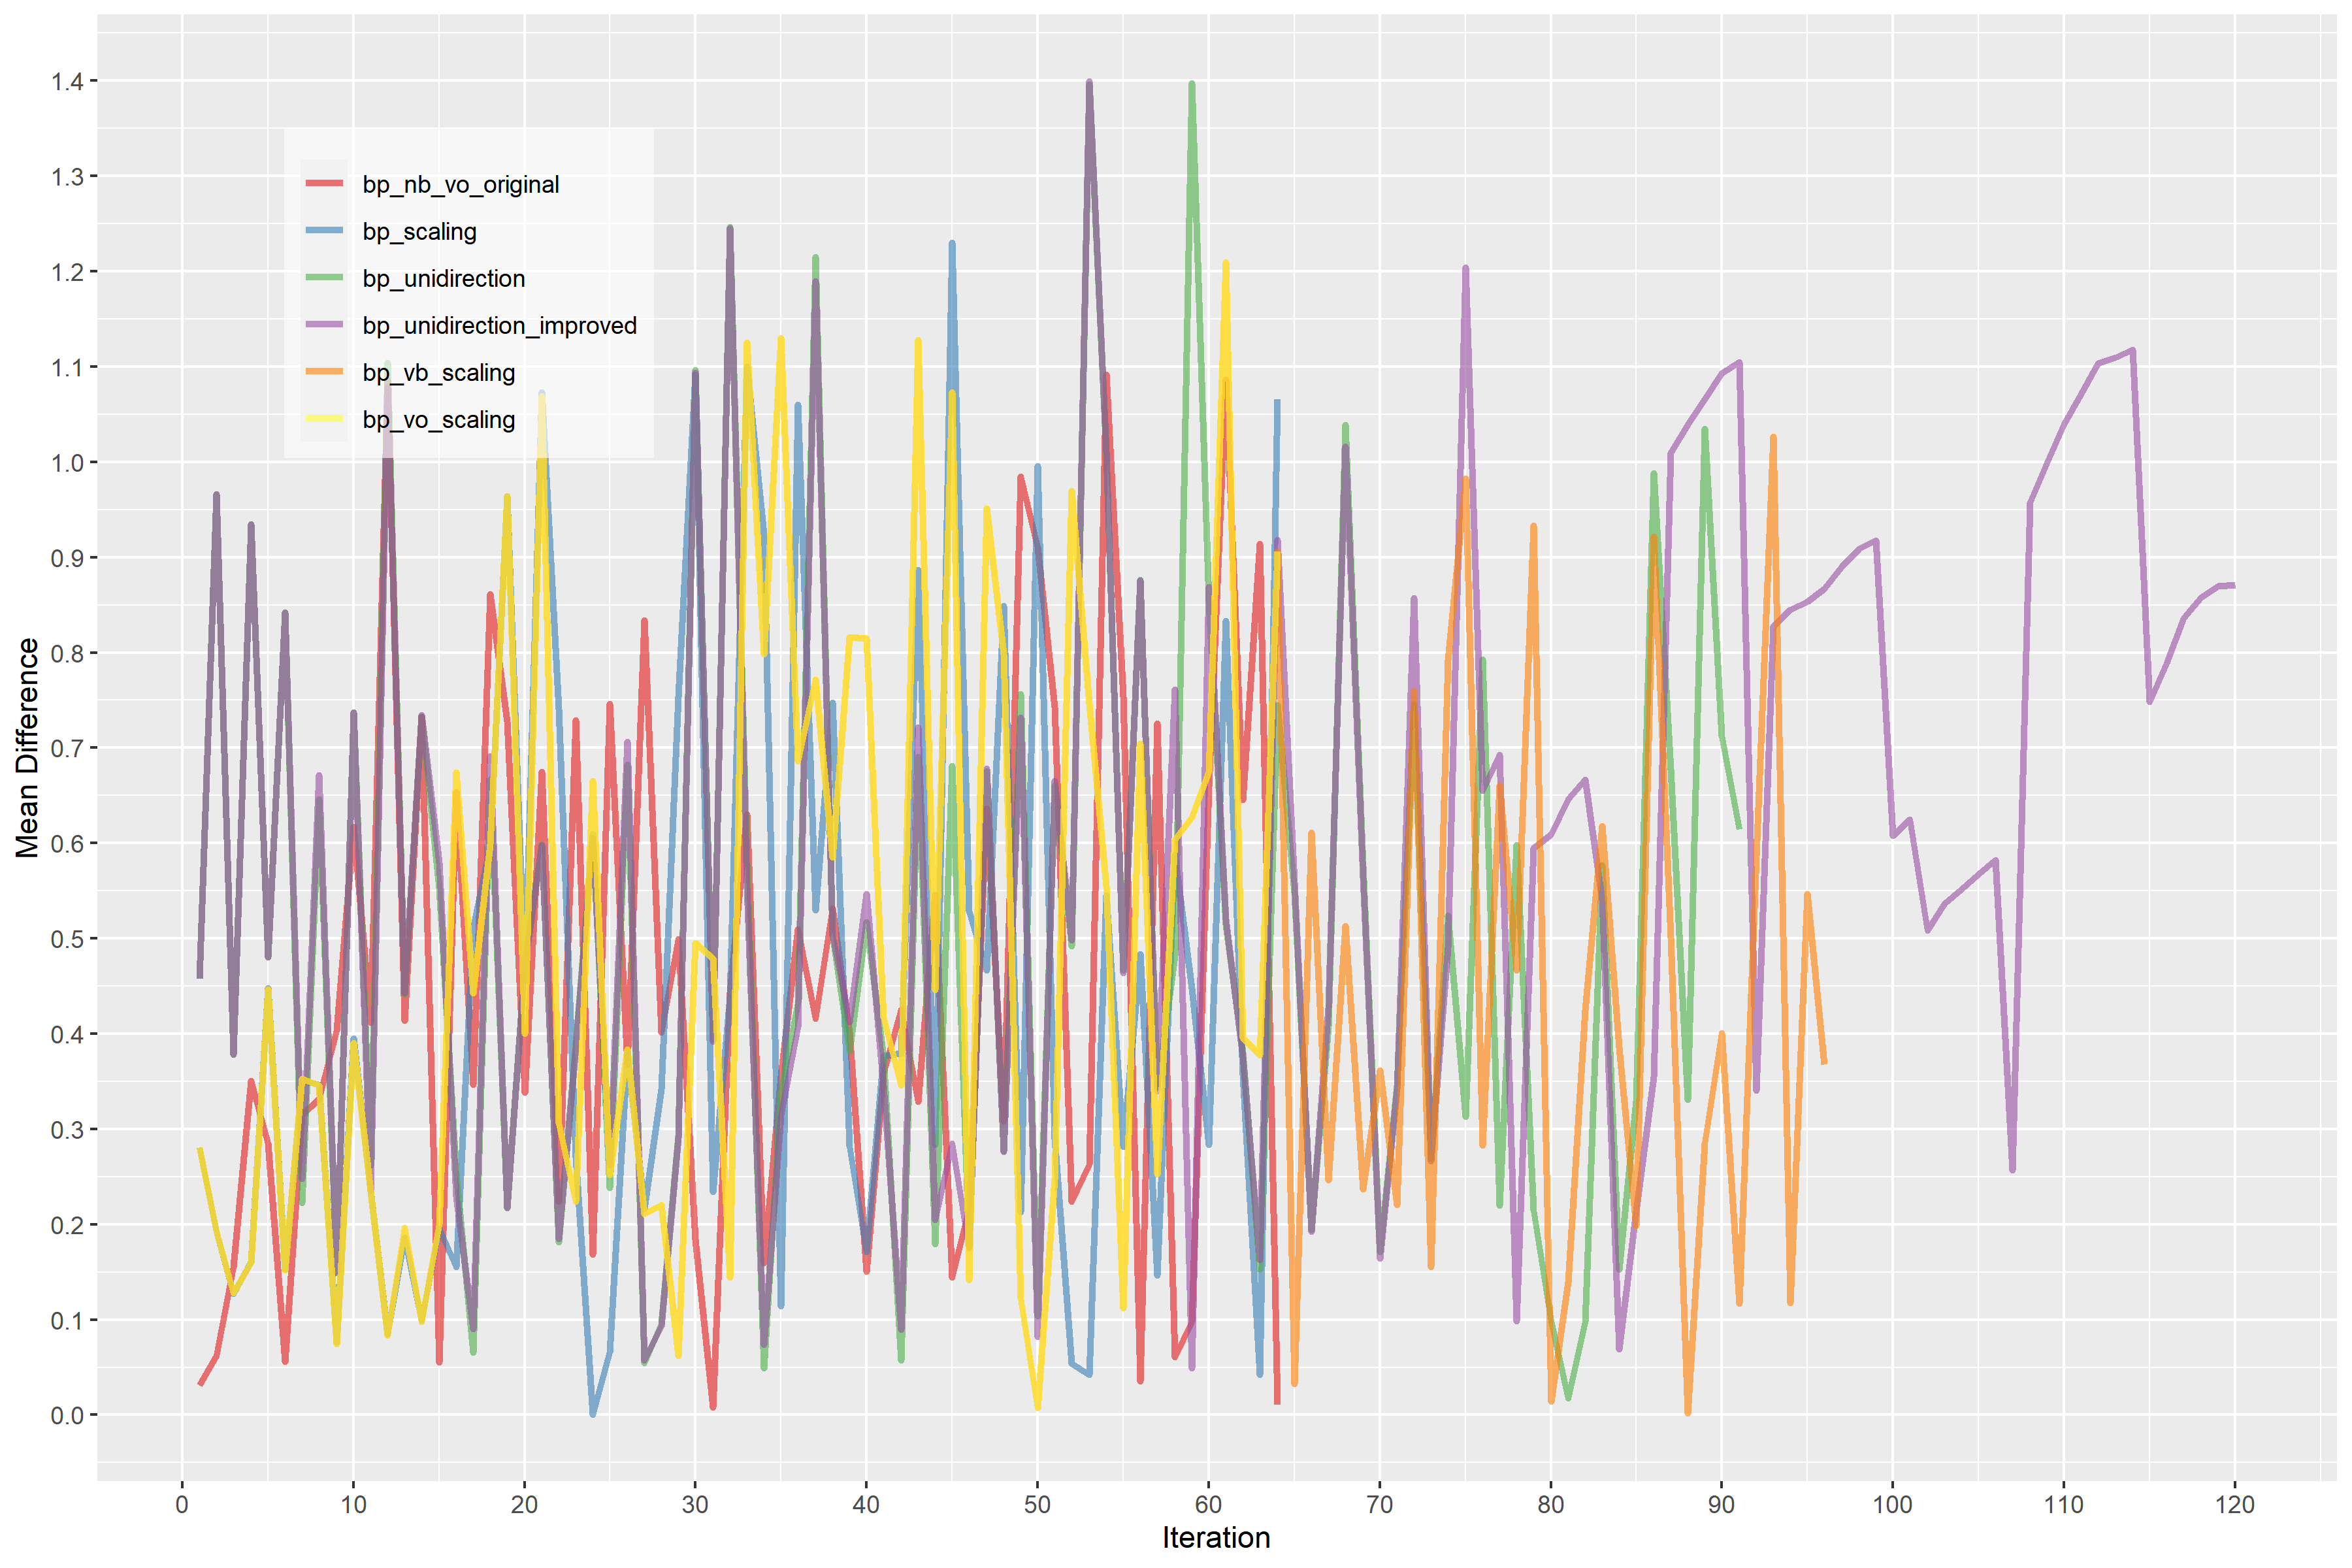 1.4
1.3
1.2
1.1
1.0
0.9
0.8
0.7
0.6
0.5
0.4
0.3
0.2
0.1
0.0
Mean Difference
bp_nb_vo_original
bp_scaling
bp_unidirection
bp_unidirection_improved
bp_vb_scaling
bp_vo_scaling
0 10 20 30 40 50 60 70 80 90 100 110 120
Iteration